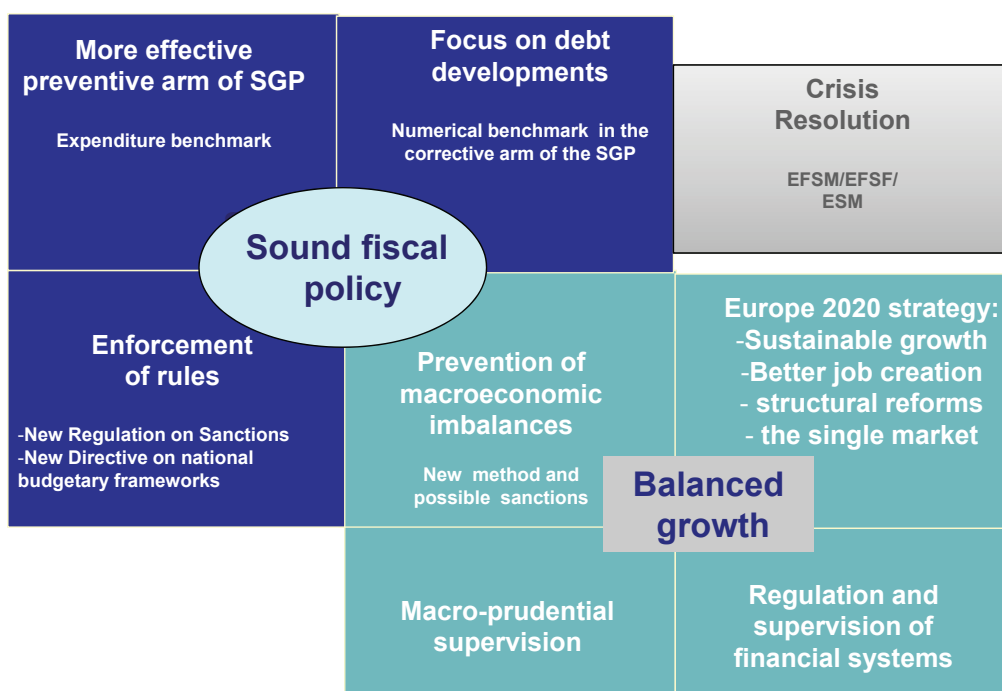 More effective
preventive arm of SGP
Expenditure benchmark
Focus on debt
developments
Numerical benchmark in the
corrective arm of the SGP
Crisis
Resolution
EFSM/EFSF/
ESM
Sound fiscal
policy
Enforcement
of rules
-New Regulation on Sanctions
-New Directive on national
budgetary frameworks
Prevention of
macroeconomic
imbalances
New method and
possible sanctions
Europe 2020 strategy:
-Sustainable growth
-Better job creation
- structural reforms
- the single market
Balanced
growth
Macro-prudential
supervision
Regulation and
supervision of
financial systems